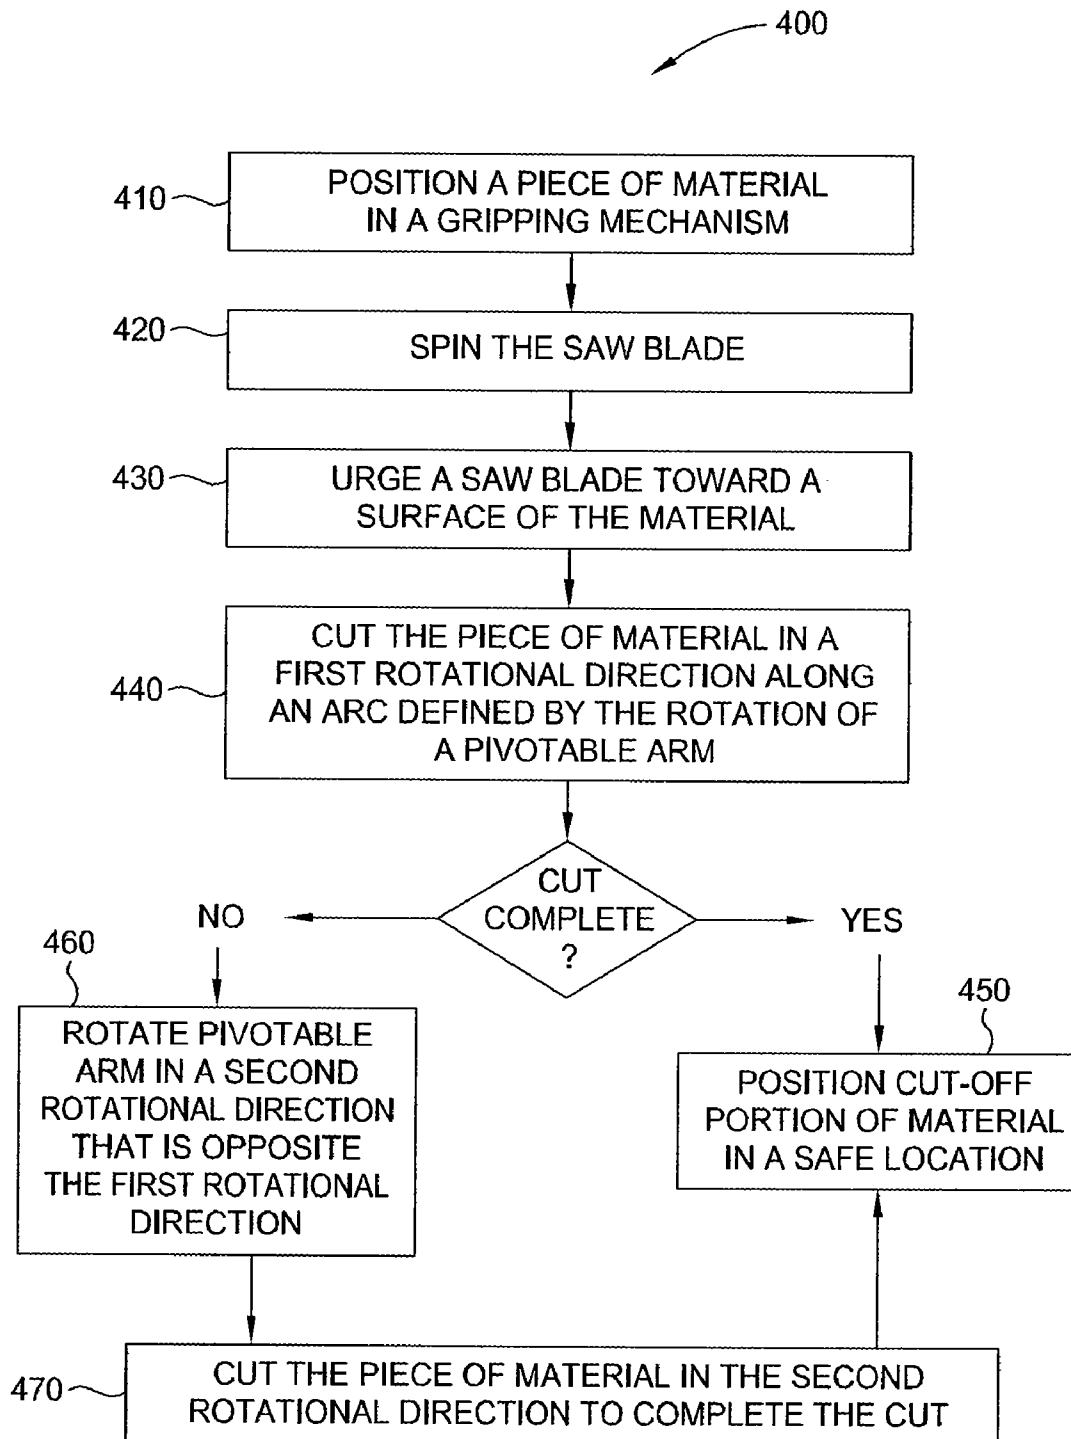 400
410
POSITION A PIECE OF MATERIAL
IN A GRIPPING MECHANISM
420
SPIN THE SAW BLADE
430
URGE A SAW BLADE TOWARD A
SURFACE OF THE MATERIAL
440
CUT THE PIECE OF MATERIAL IN A
FIRST ROTATIONAL DIRECTION ALONG
AN ARC DEFINED BY THE ROTATION OF
A PIVOTABLE ARM
CUT
COMPLETE
?
NO
YES
460
ROTATE PIVOTABLE
ARM IN A SECOND
ROTATIONAL DIRECTION
THAT IS OPPOSITE
THE FIRST ROTATIONAL
DIRECTION
450
POSITION CUT-OFF
PORTION OF MATERIAL
IN A SAFE LOCATION
470
CUT THE PIECE OF MATERIAL IN THE SECOND
ROTATIONAL DIRECTION TO COMPLETE THE CUT